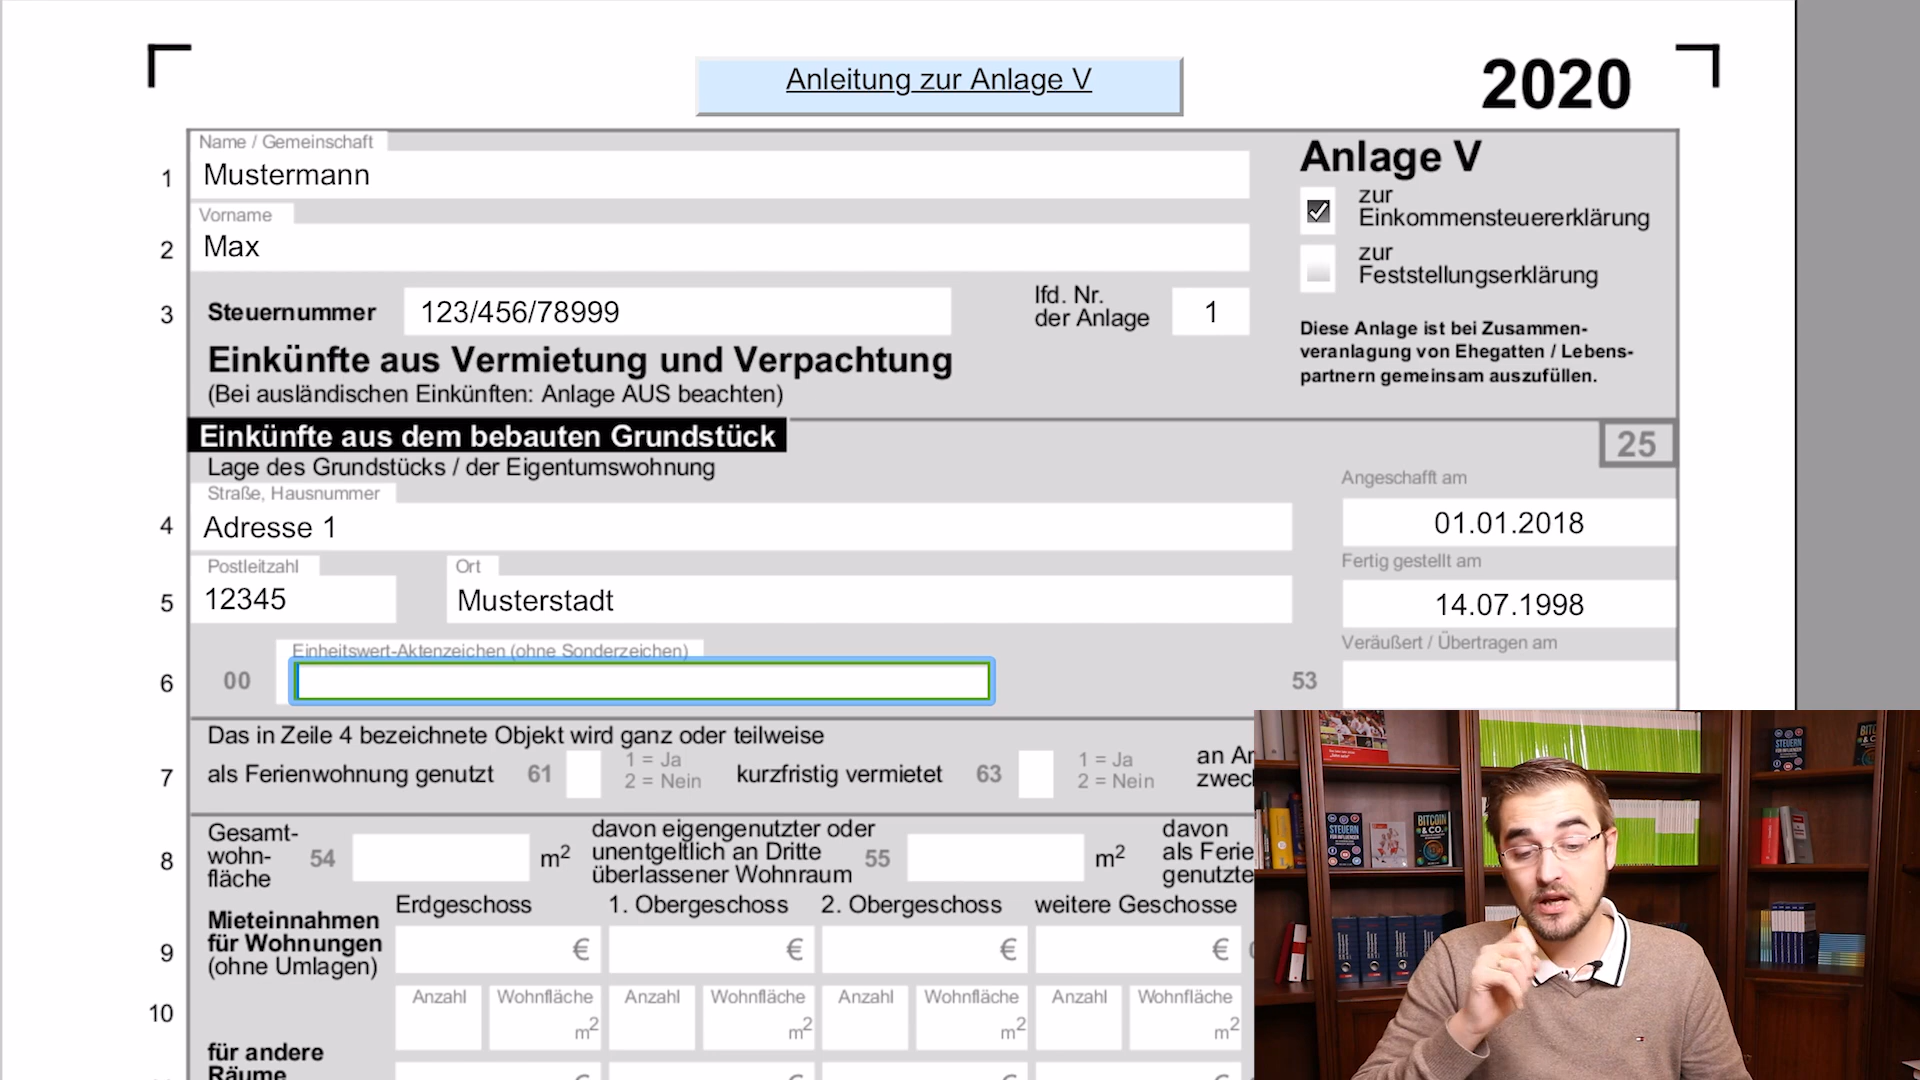 Anleitung zur Anlage V
2020
Name / Gemeinschaft
1 Mustermann
Vorname
2 Max
3 Steuernummer 123/456/78999
lfd. Nr.
der Anlage 1
Anlage V
zur
Einkommensteuererklärung
zur
Feststellungserklärung
Diese Anlage ist bei Zusammen-
veranlagung von Ehegatten / Lebens-
partnern gemeinsam auszufüllen.
Einkünfte aus Vermietung und Verpachtung
(Bei ausländischen Einkünften: Anlage AUS beachten)
Einkünfte aus dem bebauten Grundstück
25
Lage des Grundstücks / der Eigentumswohnung
Straße, Hausnummer
Angeschafft am
4 Adresse 1 01.01.2018
Postleitzahl Ort Fertig gestellt am
5 12345 Musterstadt 14.07.1998
Einheitswert-Aktenzeichen (ohne Sonderzeichen) Veräußert / Übertragen am
6 00 53
Das in Zeile 4 bezeichnete Objekt wird ganz oder teilweise
7 als Ferienwohnung genutzt 61
1 = Ja
2 = Nein
kurzfristig vermietet 63
1 = Ja
2 = Nein
an
8 Gesamt-
wohn-
fläche
54 m²
davon eigengenutzter oder
unentgeltlich an Dritte
überlassener Wohnraum
55 m²
davon
als
Erdgeschoss 1. Obergeschoss 2. Obergeschoss weitere Geschosse
9 Mieteinnahmen
für Wohnungen
(ohne Umlagen)
€ € € €
10 Anzahl Wohnfläche Anzahl Wohnfläche Anzahl Wohnfläche Anzahl Wohnfläche
m² m² m² m²
für andere
Räume
€ € € €
STEUERN
FÜR INFLUENCER
BITCOIN
& CO.